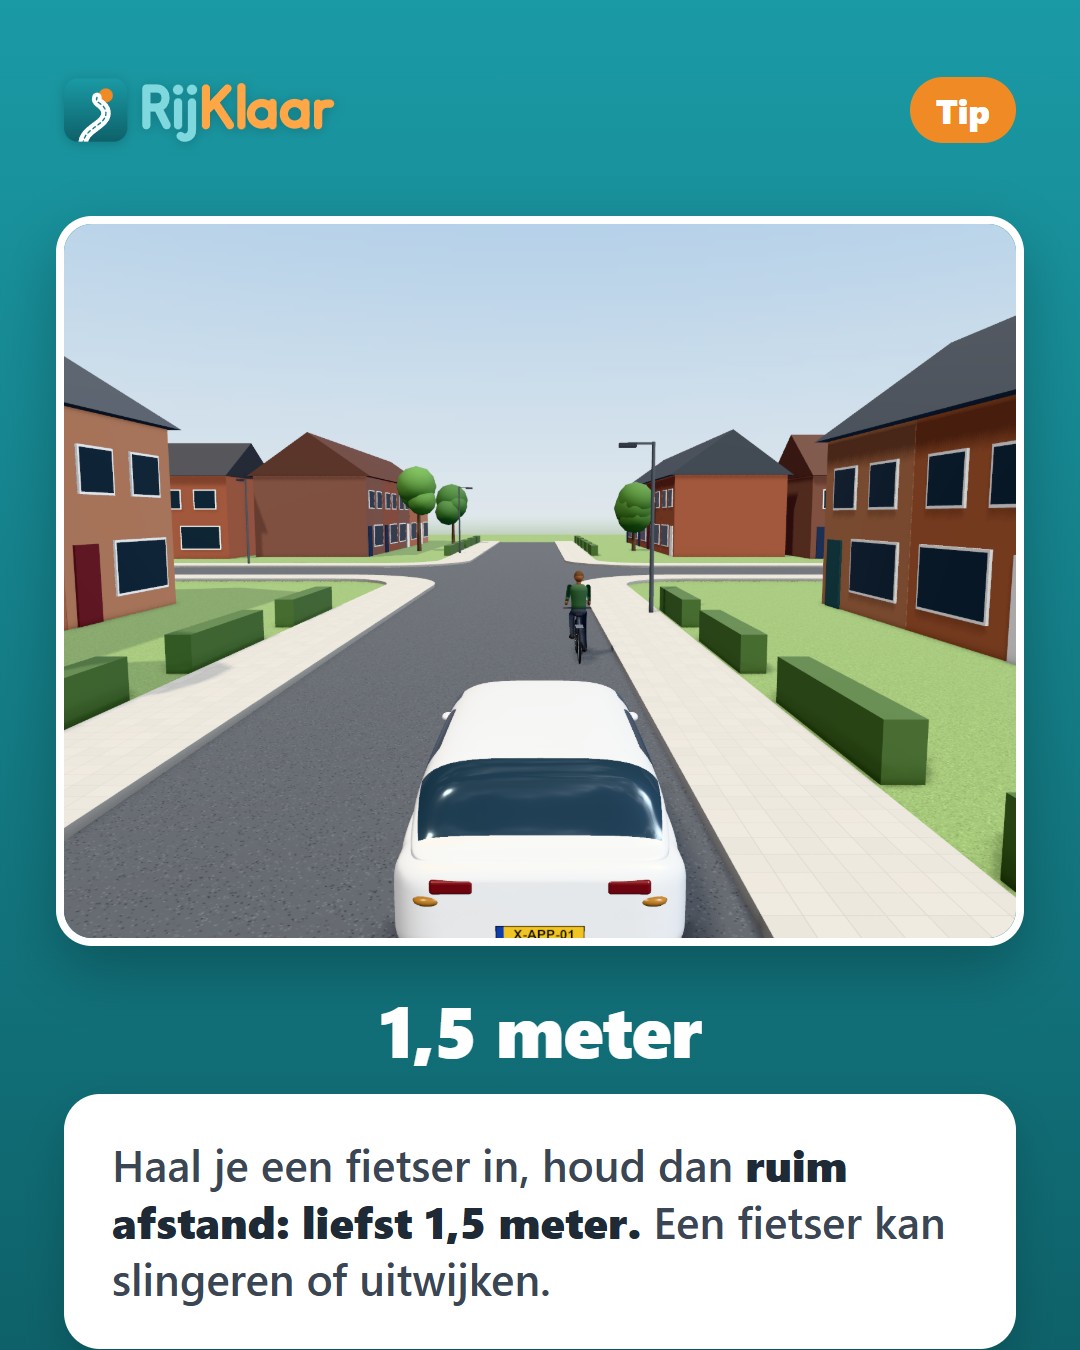 RijKlaar
Tip
X-APP-01
1,5 meter
Haal je een fietser in, houd dan ruim
afstand: liefst 1,5 meter. Een fietser kan
slingeren of uitwijken.